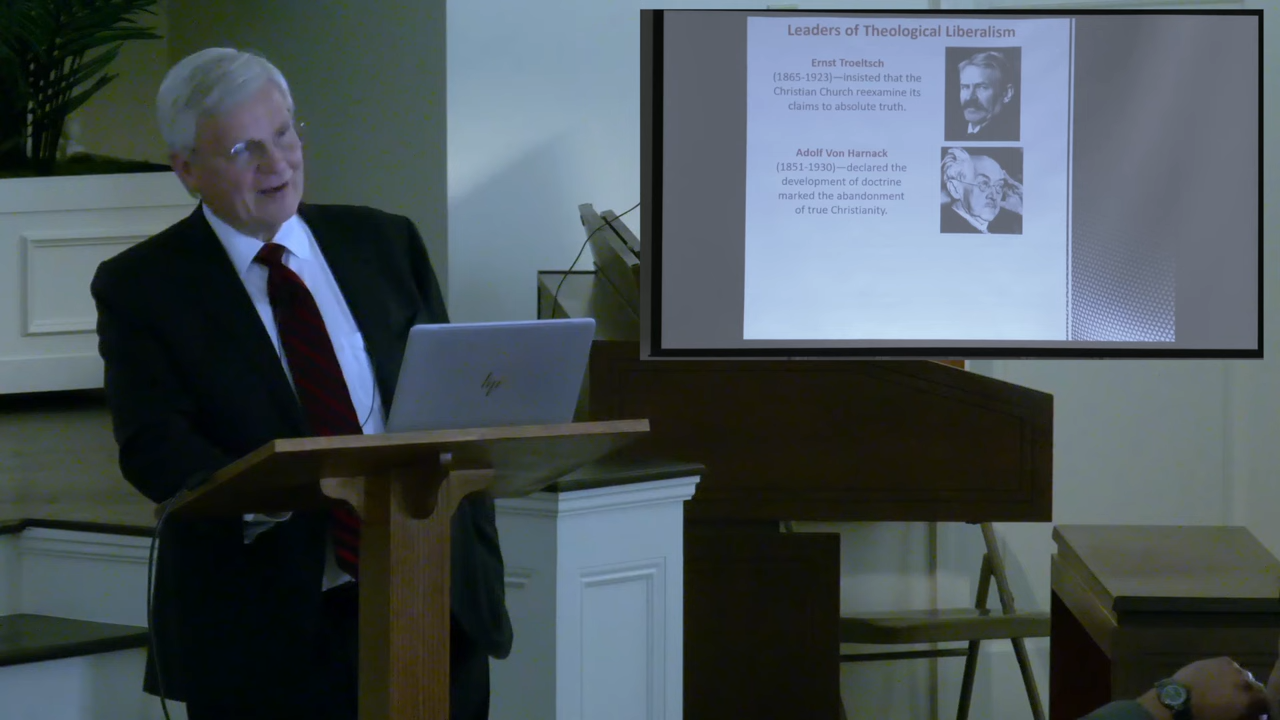 Leaders of Theological Liberalism
Ernst Troeltsch
(1865-1923)—insisted that the
Christian Church reexamine its
claims to absolute truth.
Adolf Von Harnack
(1851-1930)—declared the
development of doctrine
marked the abandonment
of true Christianity.
hp